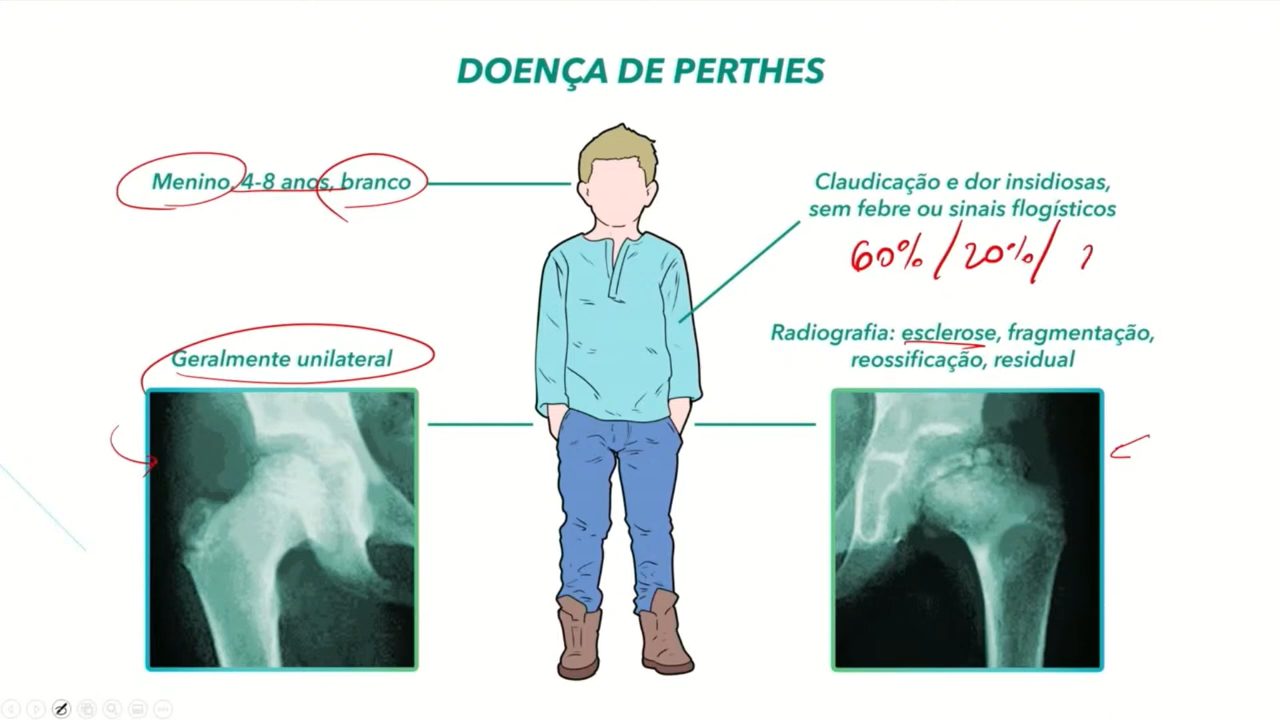 DOENÇA DE PERTHES
Menino, 4-8 anos, branco
Claudicação e dor insidiosas,
sem febre ou sinais flogísticos
60% / 20% /
Geralmente unilateral
Radiografia: esclerose, fragmentação,
reossificação, residual